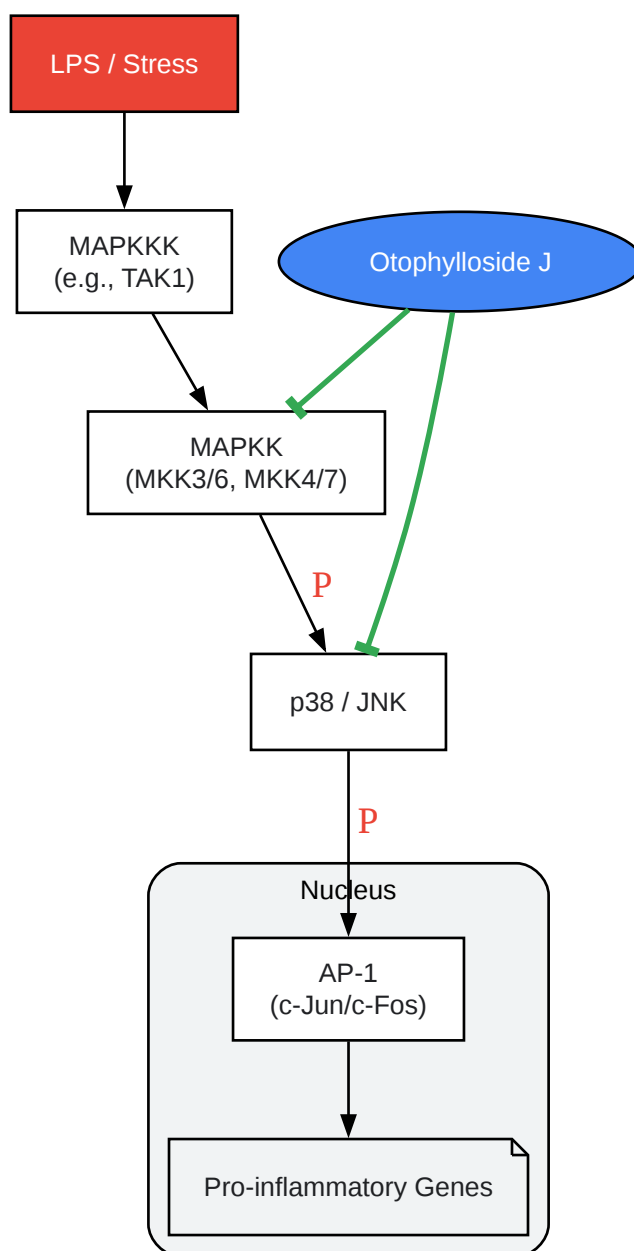 LPS / Stress
MAPKKK
(e.g., TAK1)
Otophylloside J
MAPKK
(MKK3/6, MKK4/7)
P
p38 / JNK
P
Nucleus
AP-1
(c-Jun/c-Fos)
Pro-inflammatory Genes